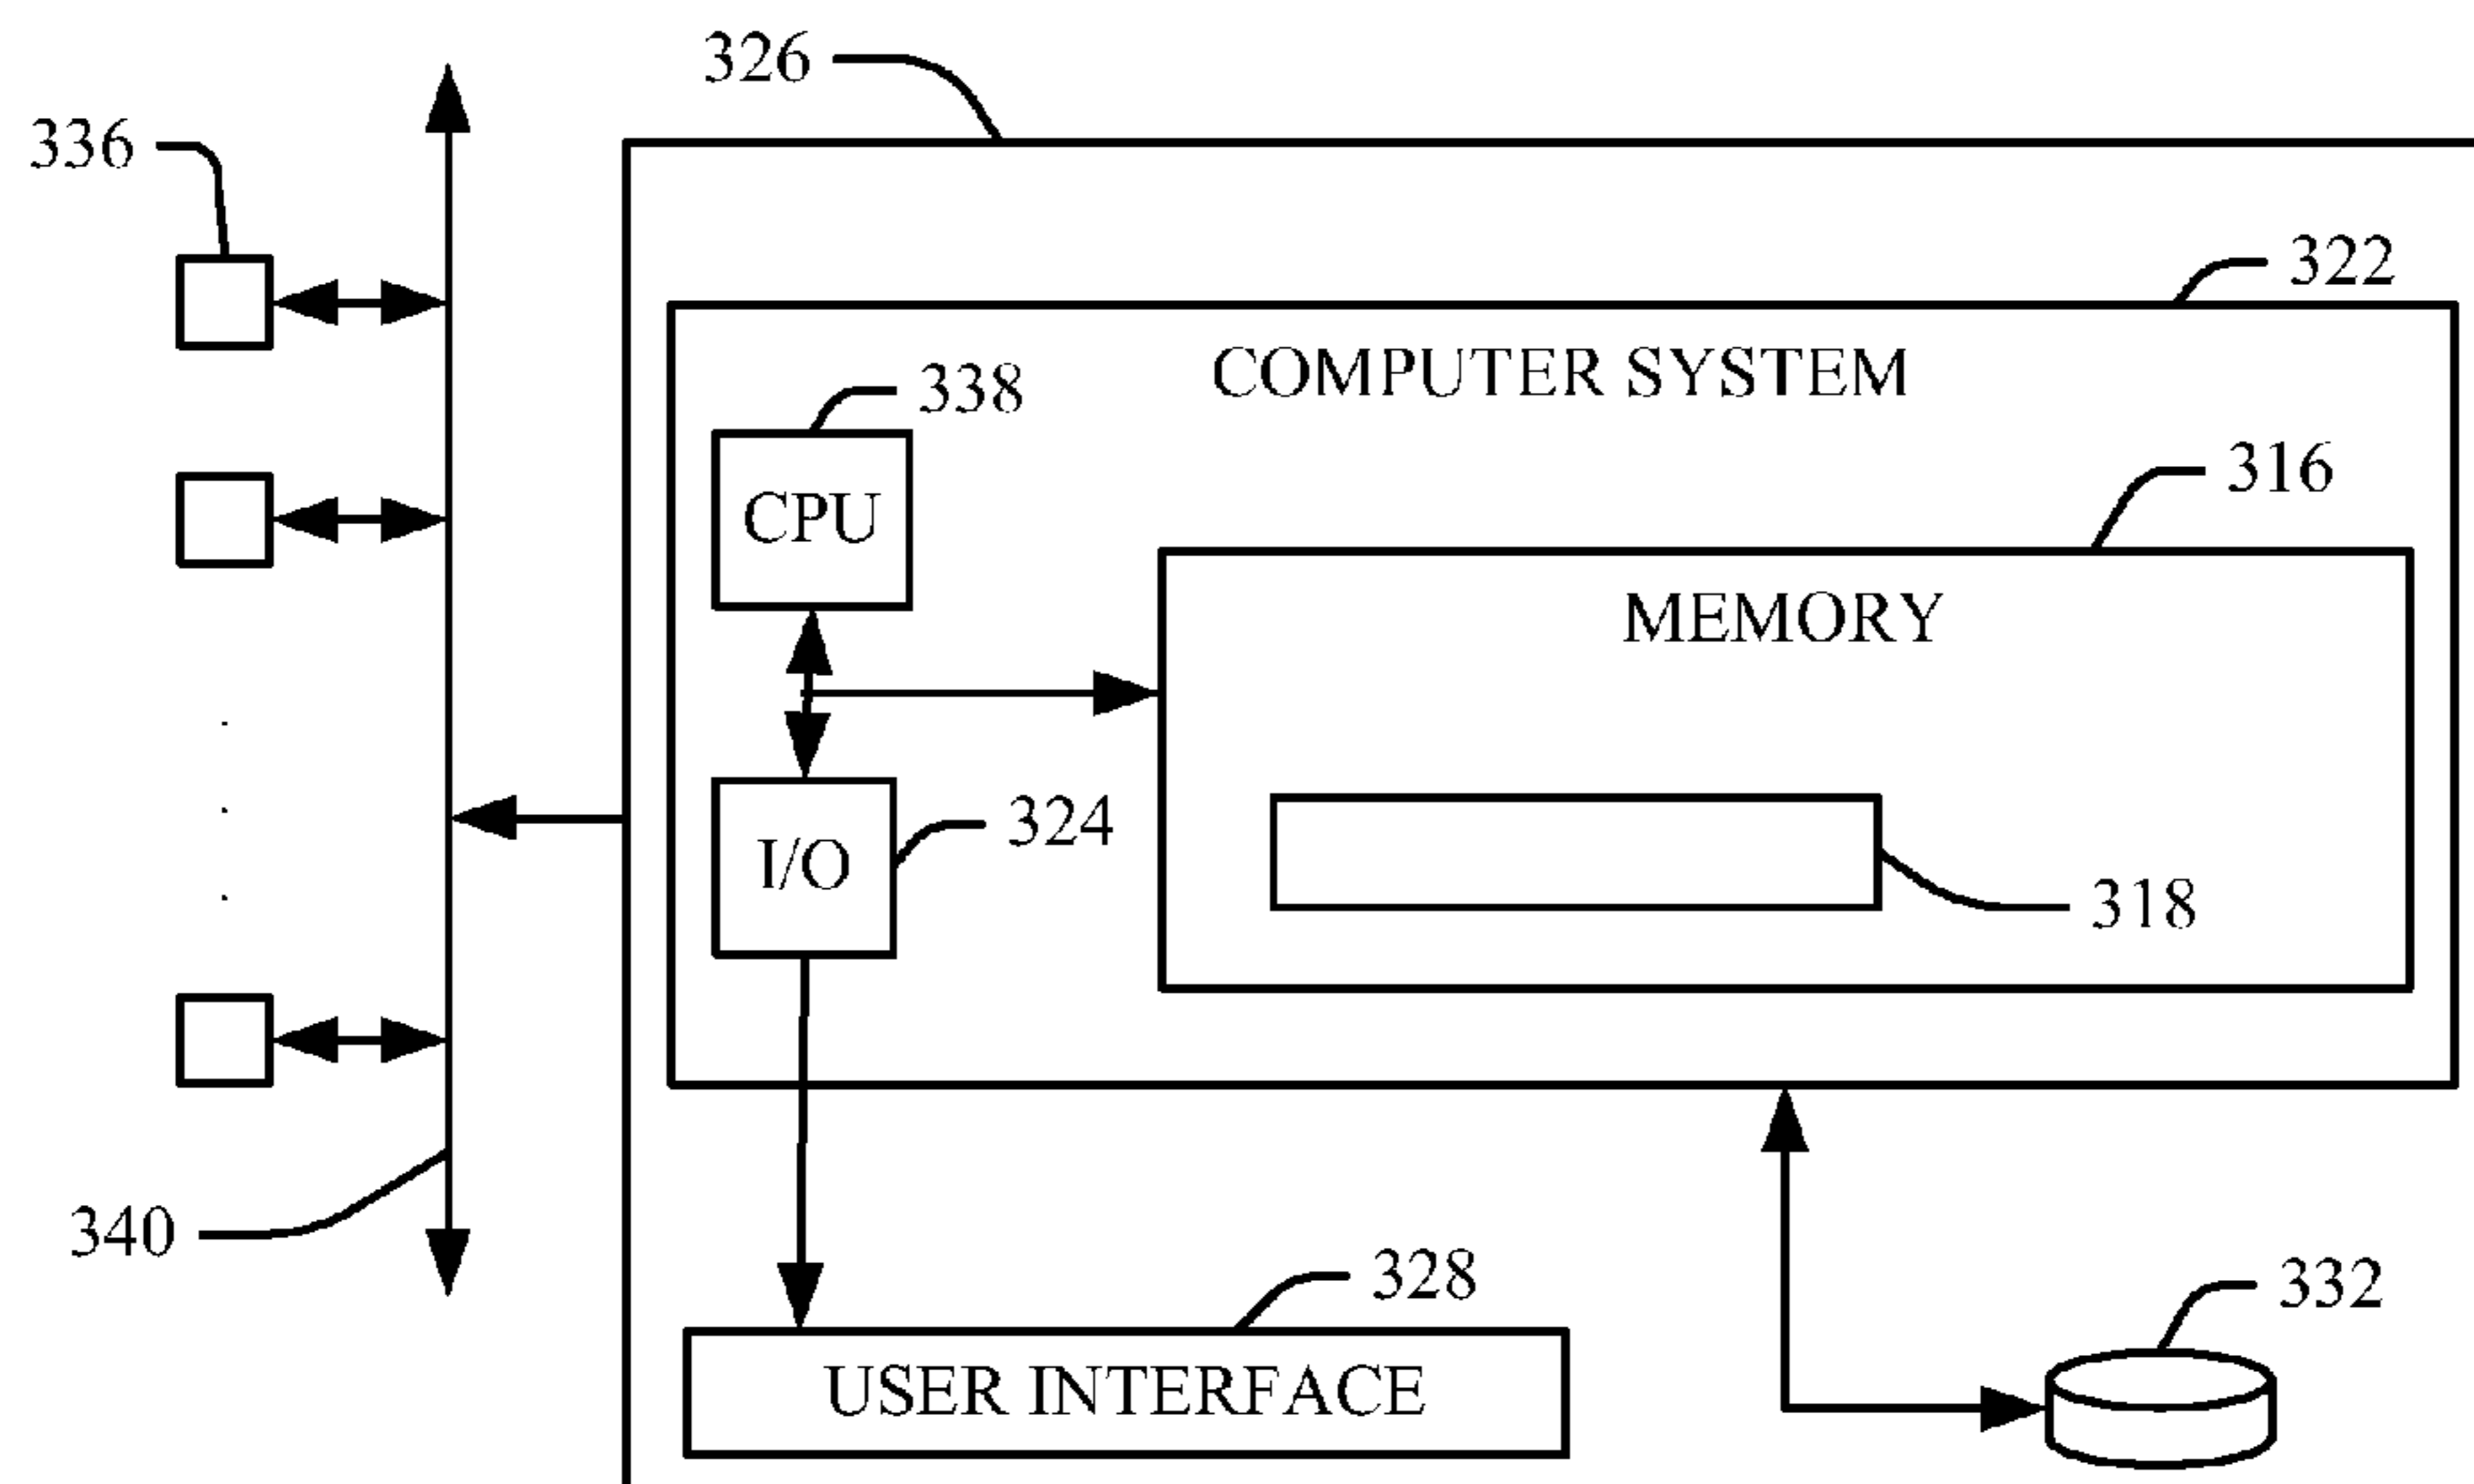 326
336
322
COMPUTER SYSTEM
338
316
CPU
MEMORY
324
I/O
318
340
328
332
USER INTERFACE